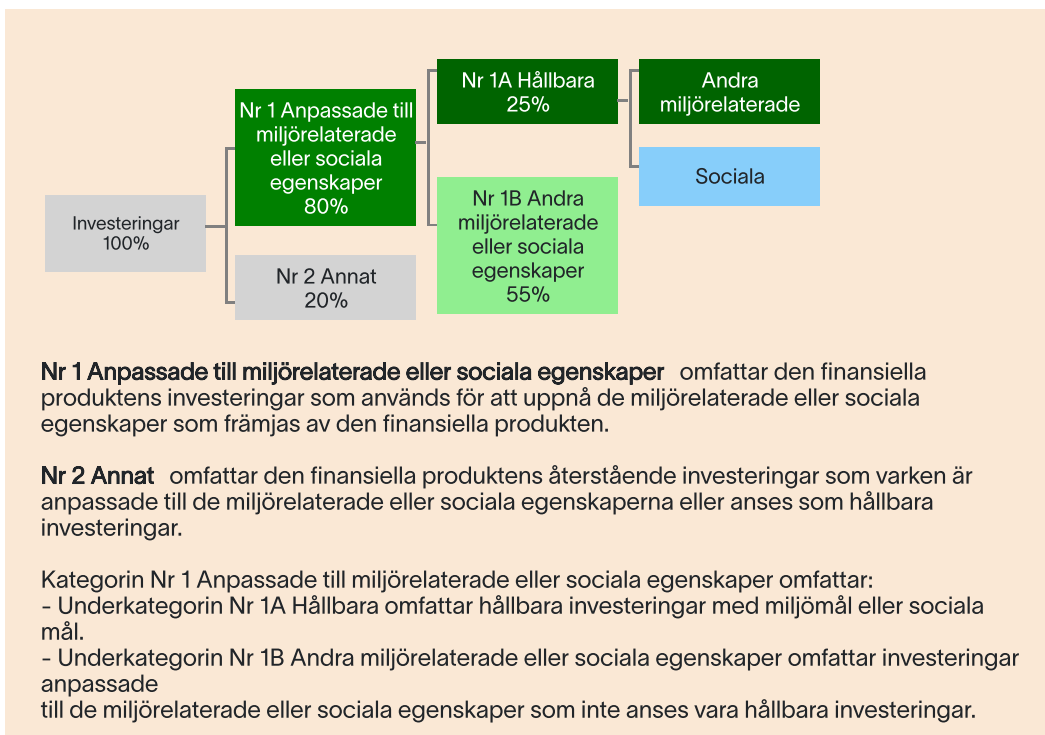 Investeringar
100%
Nr 1 Anpassade till
miljörelaterade
eller sociala
egenskaper
80%
Nr 2 Annat
20%
Nr 1A Hållbara
25%
Nr 1B Andra
miljörelaterade
eller sociala
egenskaper
55%
Andra
miljörelaterade
Sociala
Nr 1 Anpassade till miljörelaterade eller sociala egenskaper omfattar den finansiella
produktens investeringar som används för att uppnå de miljörelaterade eller sociala
egenskaper som främjas av den finansiella produkten.
Nr 2 Annat omfattar den finansiella produktens återstående investeringar som varken är
anpassade till de miljörelaterade eller sociala egenskaperna eller anses som hållbara
investeringar.
Kategorin Nr 1 Anpassade till miljörelaterade eller sociala egenskaper omfattar:
- Underkategorin Nr 1A Hållbara omfattar hållbara investeringar med miljömål eller sociala
mål.
- Underkategorin Nr 1B Andra miljörelaterade eller sociala egenskaper omfattar investeringar
anpassade
till de miljörelaterade eller sociala egenskaper som inte anses vara hållbara investeringar.